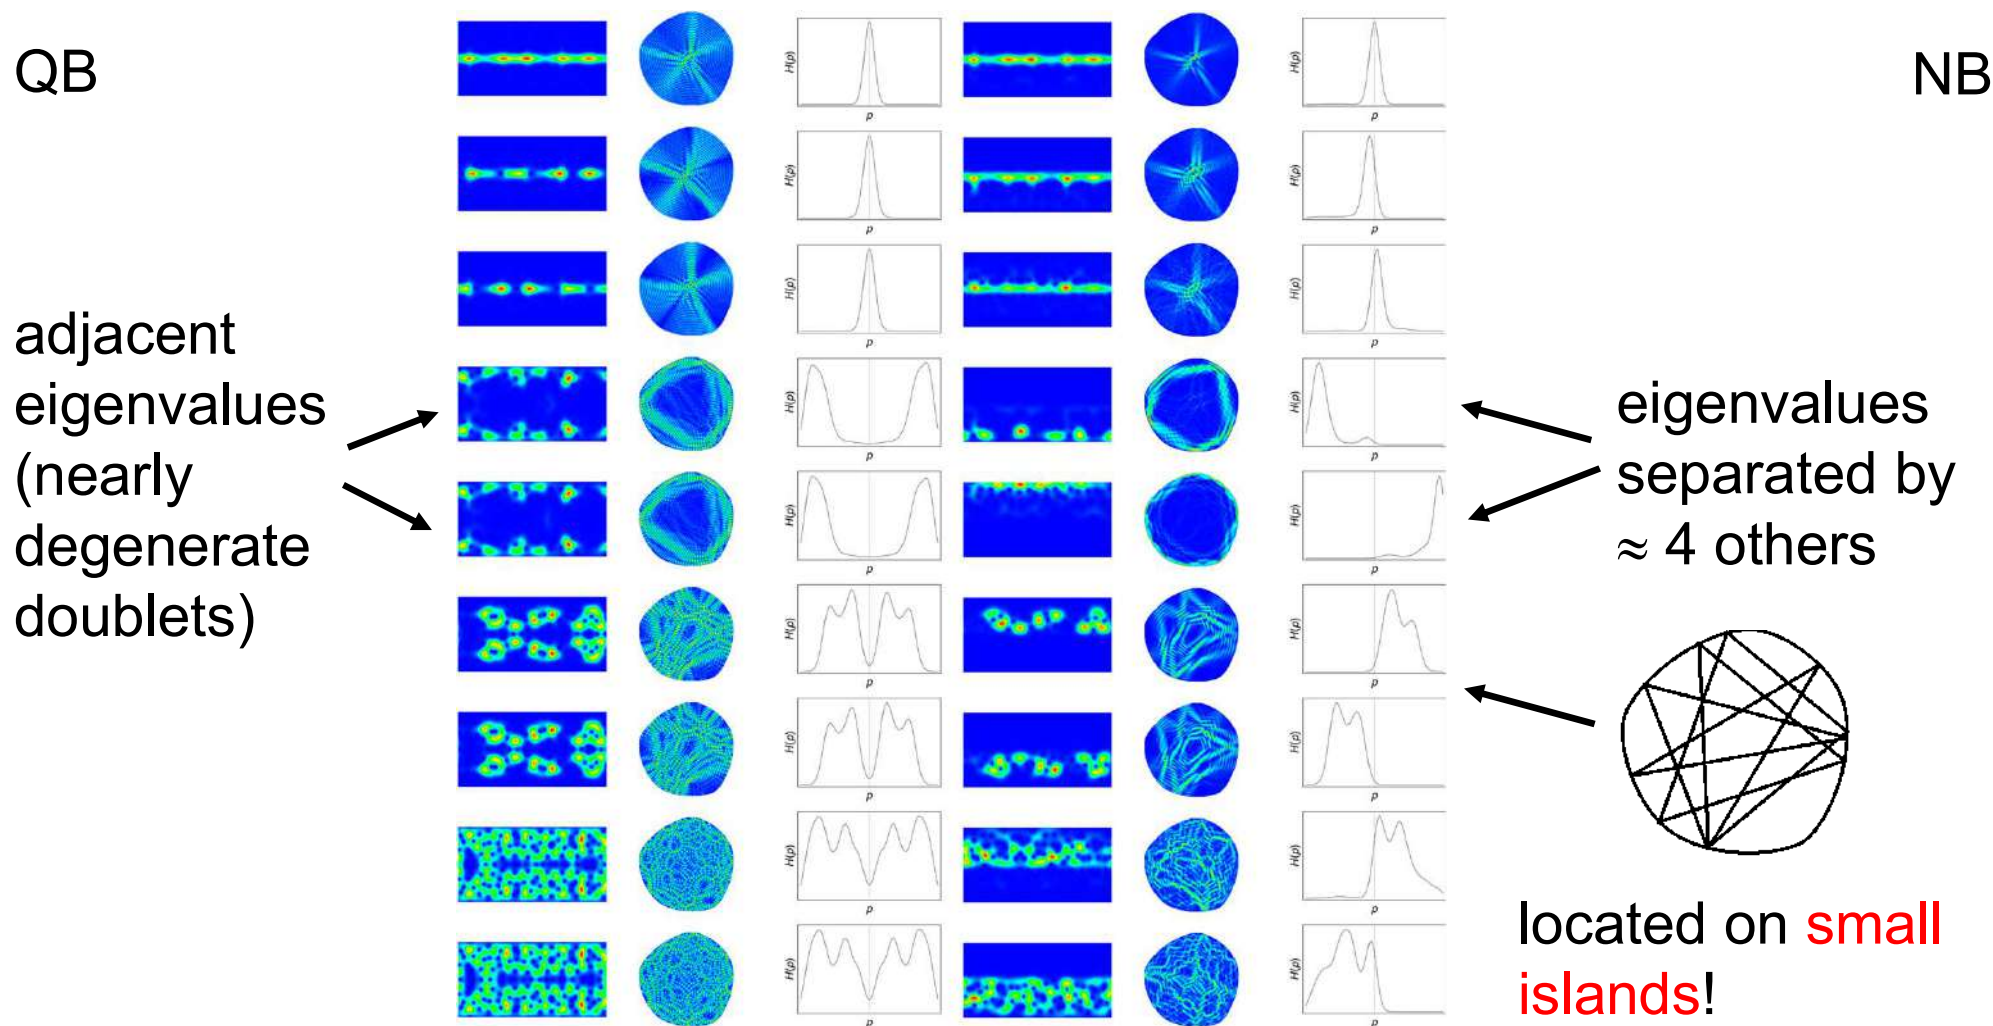 QB
NB
adjacent
eigenvalues
(nearly
degenerate
doublets)
eigenvalues
separated by
≈ 4 others
located on small
islands!
H(p)
p
H(p)
p
H(p)
p
H(p)
p
H(p)
p
H(p)
p
H(p)
p
H(p)
p
H(p)
p
H(p)
p
H(p)
p
H(p)
p
H(p)
p
H(p)
p
H(p)
p
H(p)
p
H(p)
p
H(p)
p